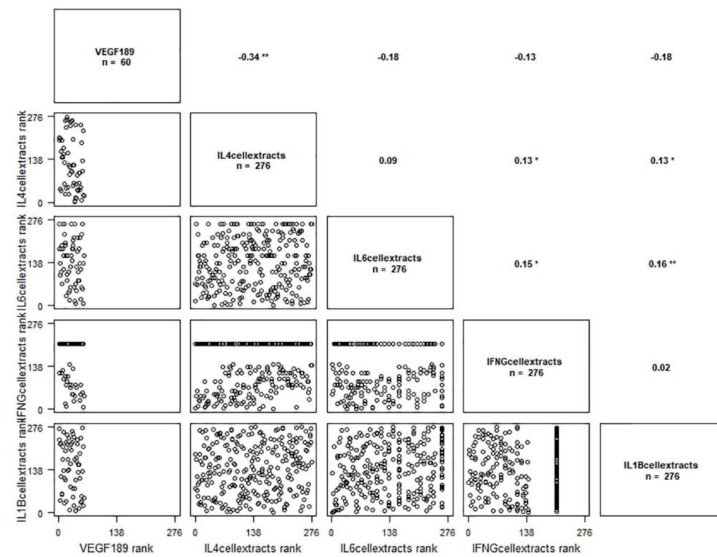 VEGF189
n = 60
-0.34 **
-0.18
-0.13
-0.18
IL4cellextracts rank
276
138
0
IL4cellextracts
n = 276
0.09
0.13 *
0.13 *
IL6cellextracts rank
276
138
0
IL6cellextracts
n = 276
0.15 *
0.16 **
IFNGcellextracts rank
276
138
0
IFNGcellextracts
n = 276
0.02
IL1Bcellextracts rank
276
138
0
IL1Bcellextracts
n = 276
0 138 276
0 138 276
0 138 276
0 138 276
VEGF189 rank
IL4cellextracts rank
IL6cellextracts rank
IFNGcellextracts rank